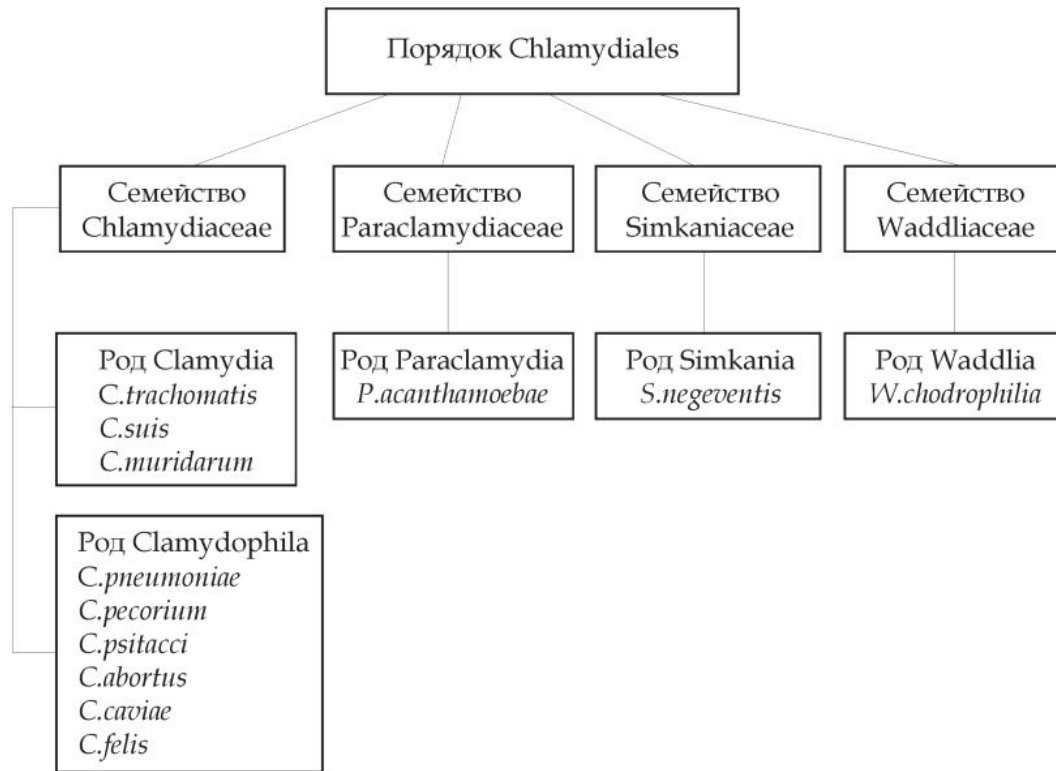 Порядок Chlamydiales
Семейство
Chlamydiaceae
Семейство
Paraclamydiaceae
Семейство
Simkaniaceae
Семейство
Waddliaceae
Род Clamydia
C.trachomatis
C.suis
C.muridarum
Род Paraclamydia
P.acanthamoebae
Род Simkania
S.negeventis
Род Waddlia
W.chodrophilia
Род Clamydophila
C.pneumoniae
C.pecorium
C.psitacci
C.abortus
C.caviae
C.felis